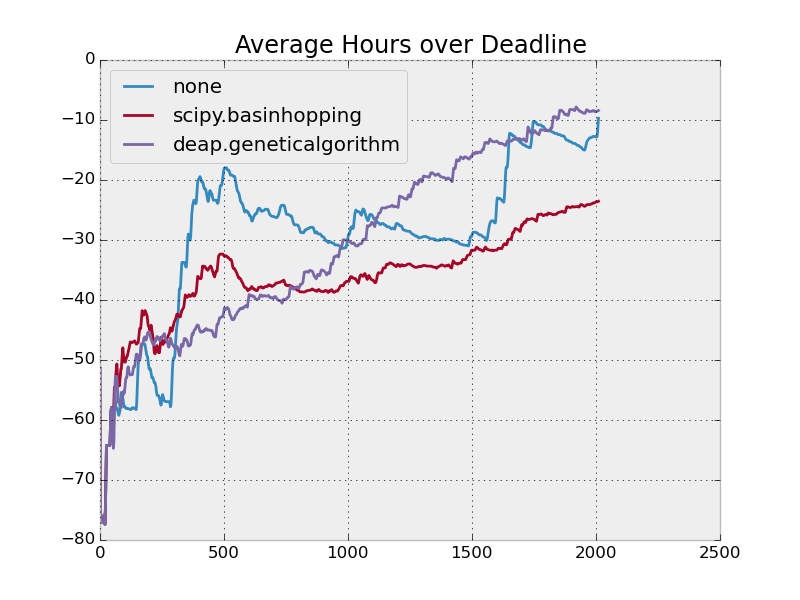 Average Hours over Deadline
0
−10
−20
−30
−40
−50
−60
−70
−80
none
scipy.basinhopping
deap.geneticalgorithm
0 500 1000 1500 2000 2500